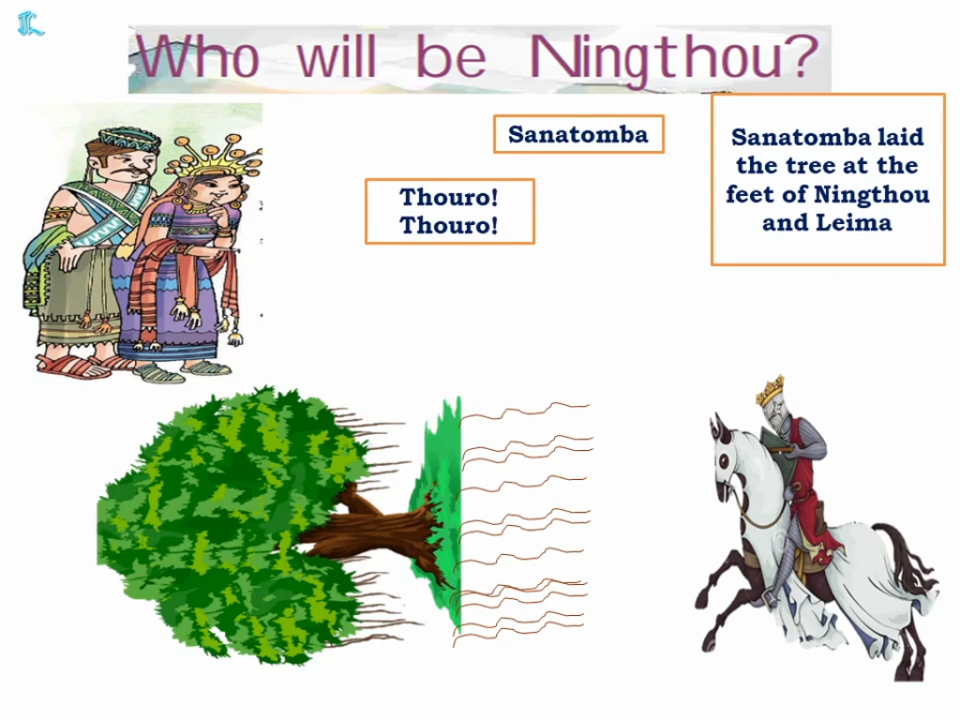 Who will be Ningthou?
Sanatomba
Thouro!
Thouro!
Sanatomba laid
the tree at the
feet of Ningthou
and Leima